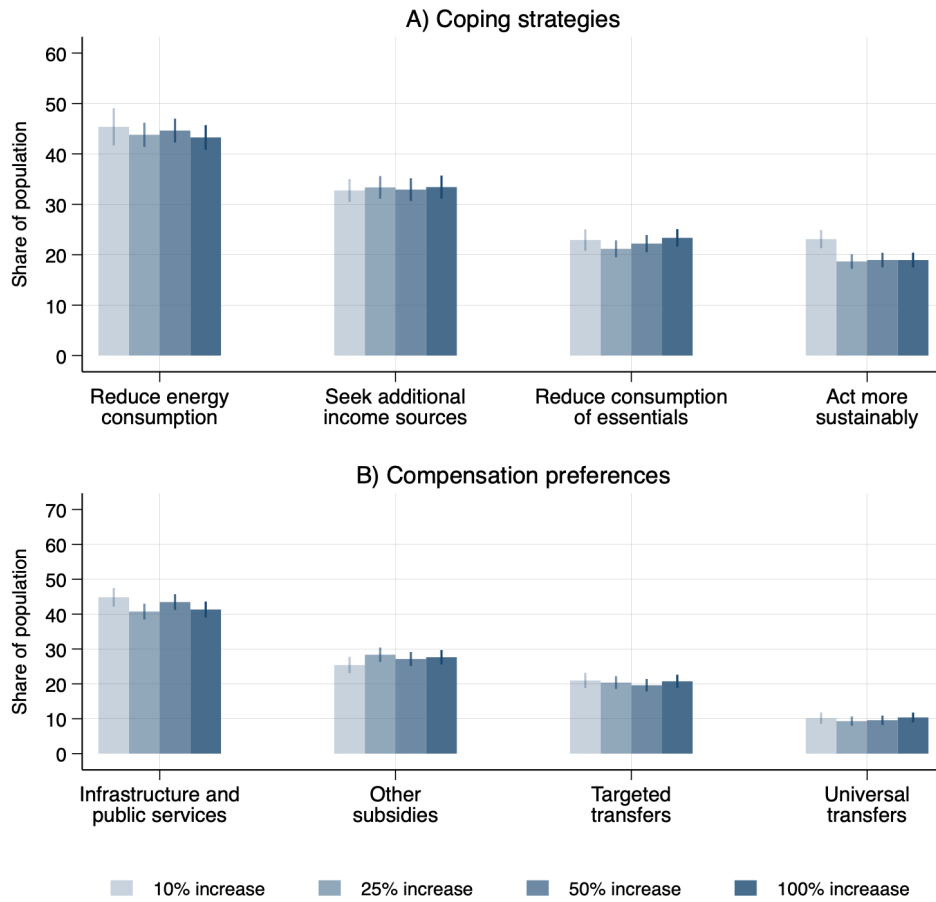 A) Coping strategies
60
50
40
30
20
10
0
Share of population
Reduce energy
consumption
Seek additional
income sources
Reduce consumption
of essentials
Act more
sustainably
B) Compensation preferences
70
60
50
40
30
20
10
0
Share of population
Infrastructure and
public services
Other
subsidies
Targeted
transfers
Universal
transfers
10% increase
25% increase
50% increase
100% increaase